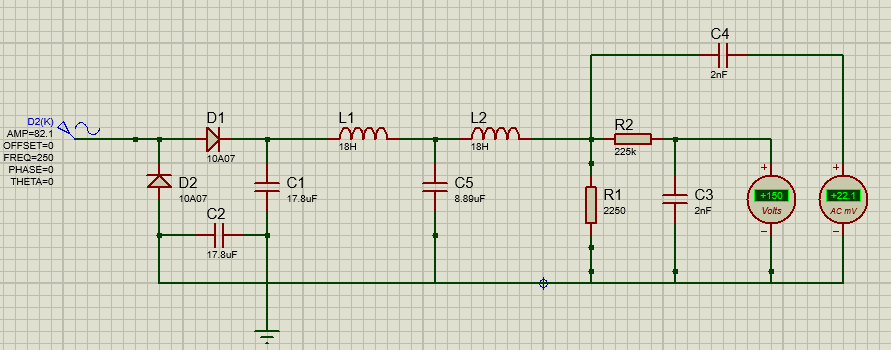 C4
2nF
D2(K)
AMP=82.1
OFFSET=0
FREQ=250
PHASE=0
THETA=0
D1
10A07
L1
18H
L2
18H
R2
225k
D2
10A07
C1
17.8uF
C5
8.89uF
R1
2250
C3
2nF
+
+150
Volts
−
+
+22.1
AC mV
−
C2
17.8uF